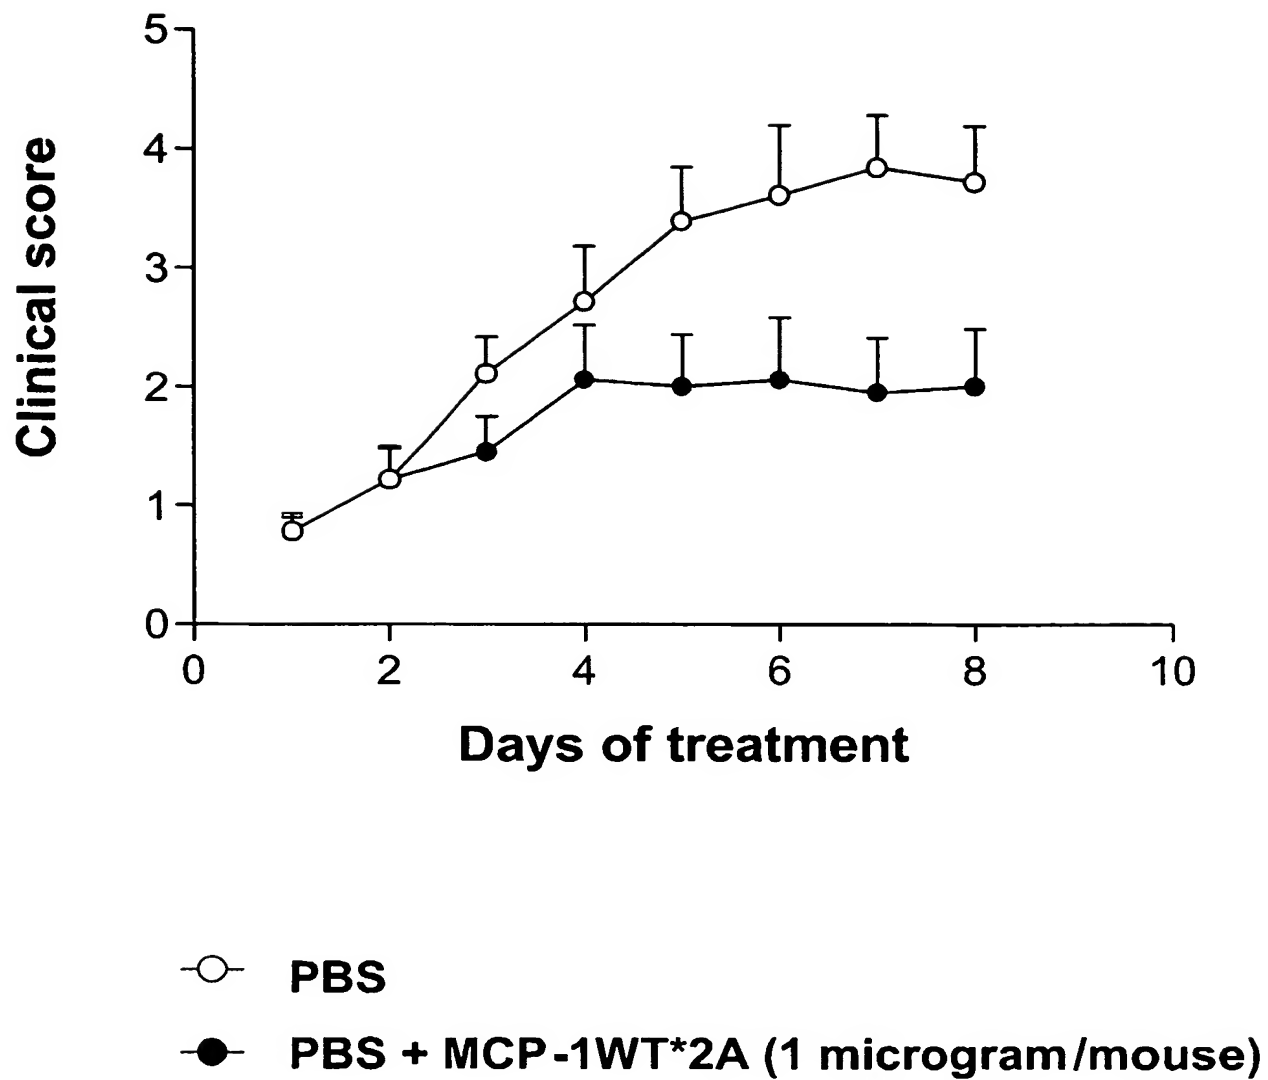 5
4
3
2
1
0
Clinical score
0 2 4 6 8 10
Days of treatment
PBS
PBS + MCP-1WT*2A (1 microgram/mouse)